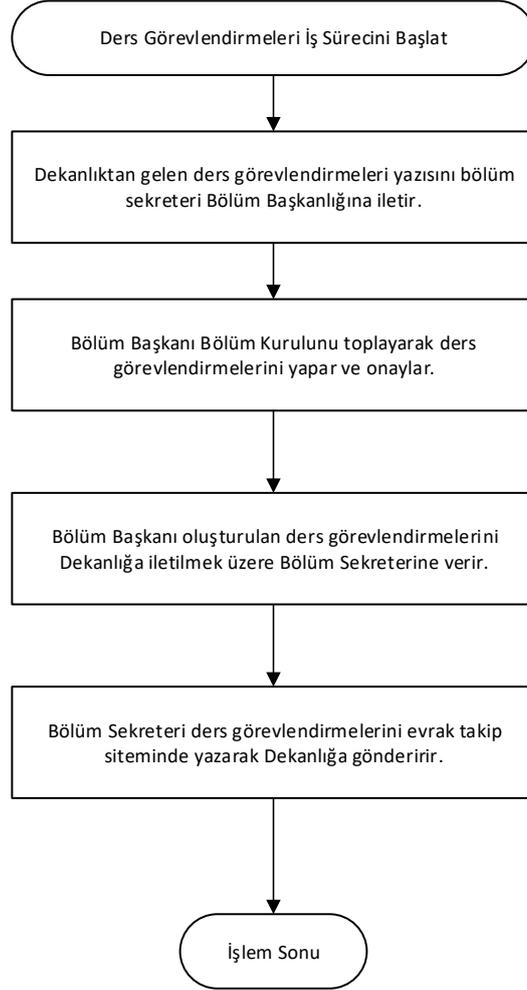 Ders Görevlendirmeleri İş Sürecini Başlat
Dekanlıktan gelen ders görevlendirmeleri yazısını bölüm
sekreteri Bölüm Başkanlığına iletir.
Bölüm Başkanı Bölüm Kurulunu toplayarak ders
görevlendirmelerini yapar ve onaylar.
Bölüm Başkanı oluşturulan ders görevlendirmelerini
Dekanlığa iletilmek üzere Bölüm Sekreterine verir.
Bölüm Sekreteri ders görevlendirmelerini evrak takip
siteminde yazarak Dekanlığa gönderirir.
İşlem Sonu